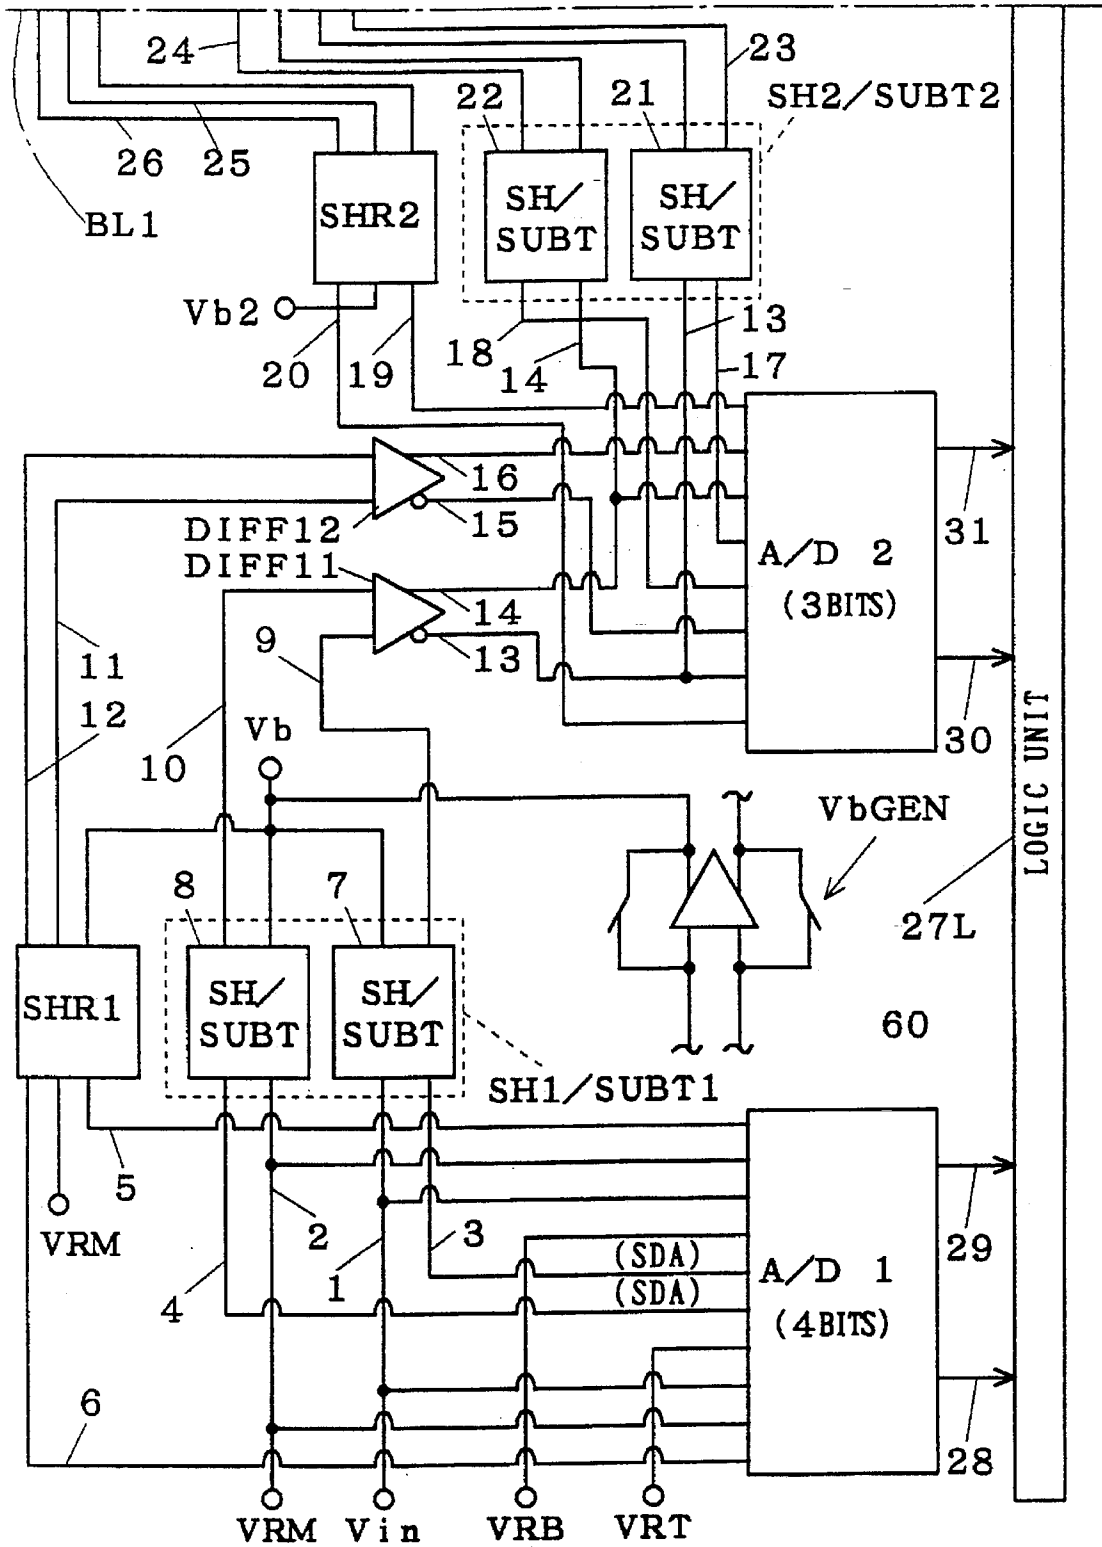 24
23
22
21
SH2/SUBT2
26
25
BL1
SHR2
SH/
SUBT
SH/
SUBT
Vb2
20
19
18
14
13
17
16
15
DIFF12
DIFF11
14
13
A/D 2
(3BITS)
31
30
11
12
9
10
Vb
VbGEN
LOGIC UNIT
27L
8
7
SHR1
SH/
SUBT
SH/
SUBT
60
SH1/SUBT1
5
VRM
2
3
4
1
(SDA)
(SDA)
A/D 1
(4BITS)
29
28
6
VRM
Vin
VRB
VRT